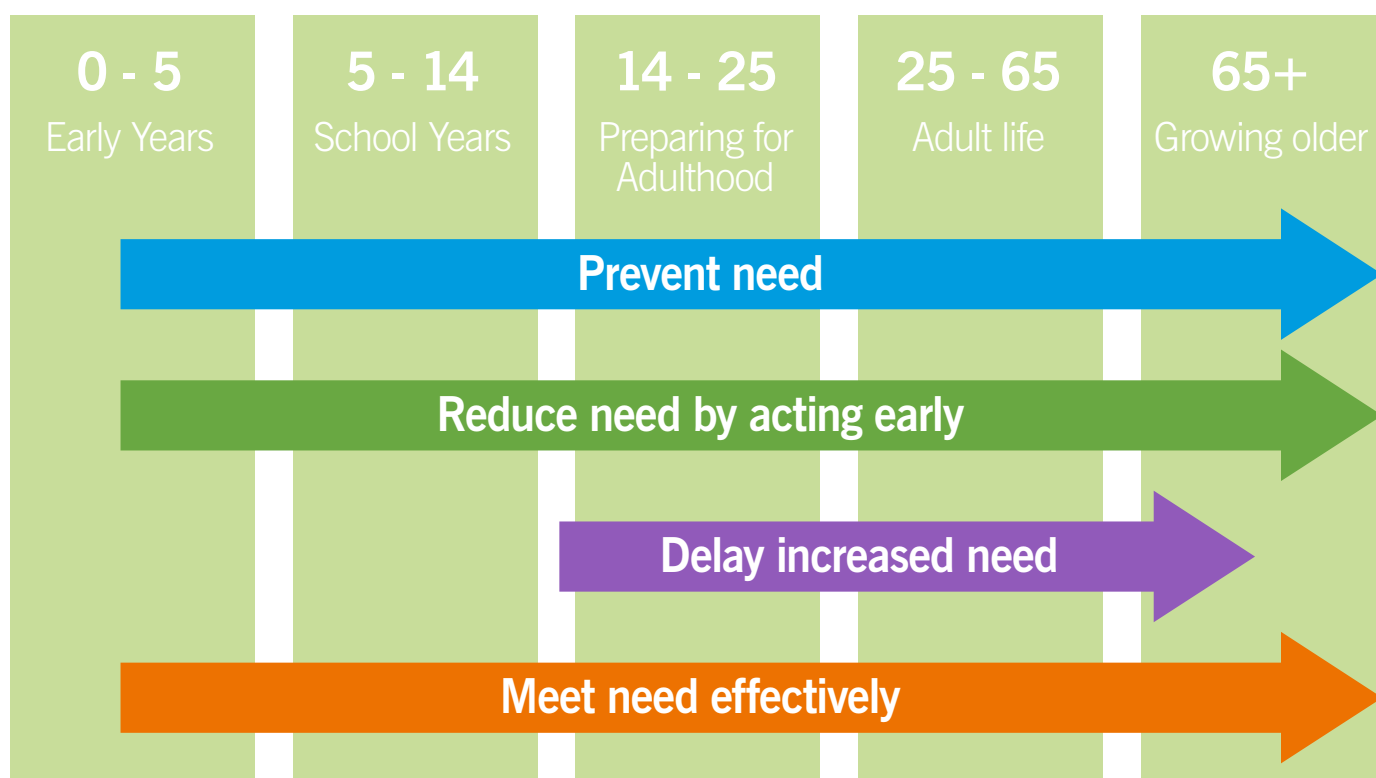 0 - 5
Early Years
5 - 14
School Years
14 - 25
Preparing for
Adulthood
25 - 65
Adult life
65+
Growing older
Prevent need
Reduce need by acting early
Delay increased need
Meet need effectively